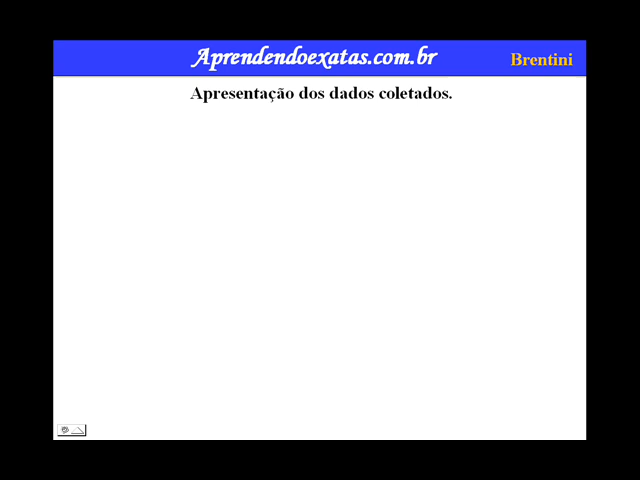 Aprendendoexatas.com.br
Brentini
Apresentação dos dados coletados.